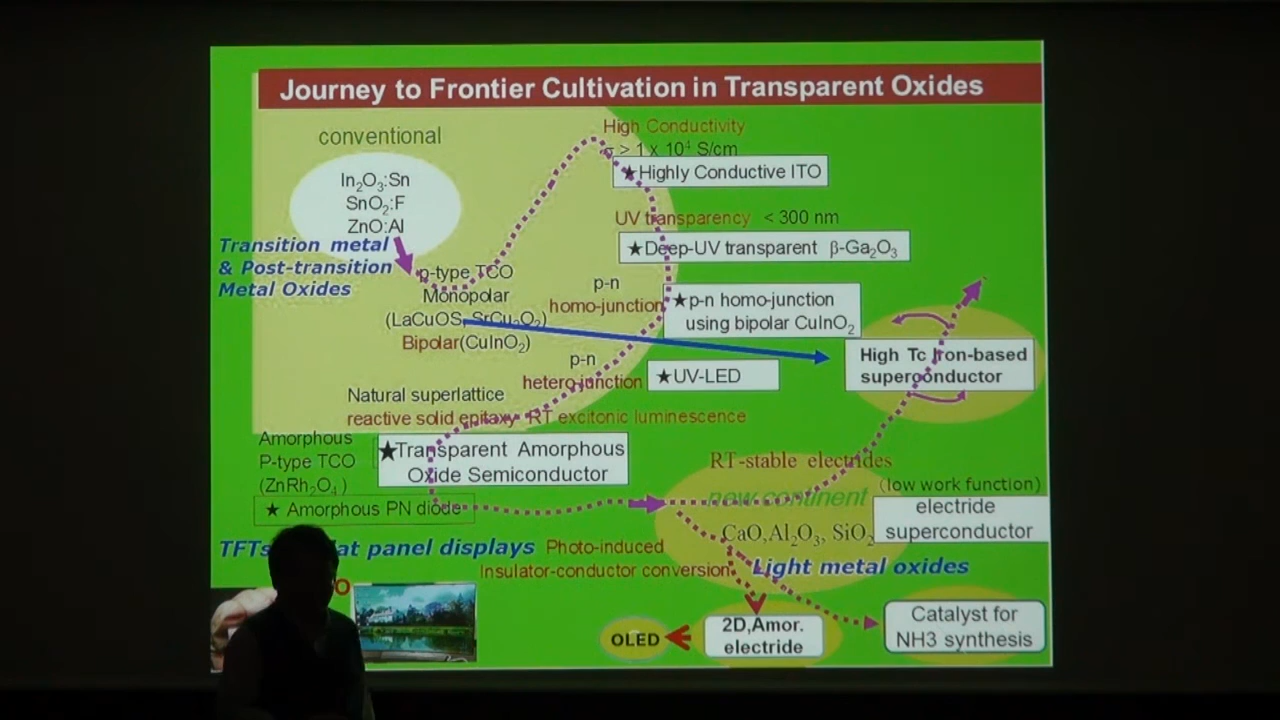 Journey to Frontier Cultivation in Transparent Oxides
conventional
In₂O₃:Sn
SnO₂:F
ZnO:Al
Transition metal
& Post-transition
Metal Oxides
High Conductivity
> 1 x 10⁴ S/cm
★Highly Conductive ITO
UV transparency < 300 nm
★Deep-UV transparent β-Ga₂O₃
p-type TCO
Monopolar
(LaCuOS, SrCu₂O₂)
Bipolar(CuInO₂)
p-n
homo-junction
★p-n homo-junction
using bipolar CuInO₂
p-n
hetero-junction
★UV-LED
High Tc Iron-based
superconductor
Natural superlattice
reactive solid epitaxy RT excitonic luminescence
Amorphous
P-type TCO
(ZnRh₂O₄)
★Transparent Amorphous
Oxide Semiconductor
★ Amorphous PN diode
RT-stable electrides
new continent
CaO,Al₂O₃, SiO₂
(low work function)
electride
superconductor
TFTs flat panel displays
Photo-induced
Insulator-conductor conversion
Light metal oxides
OLED
2D,Amor.
electride
Catalyst for
NH3 synthesis